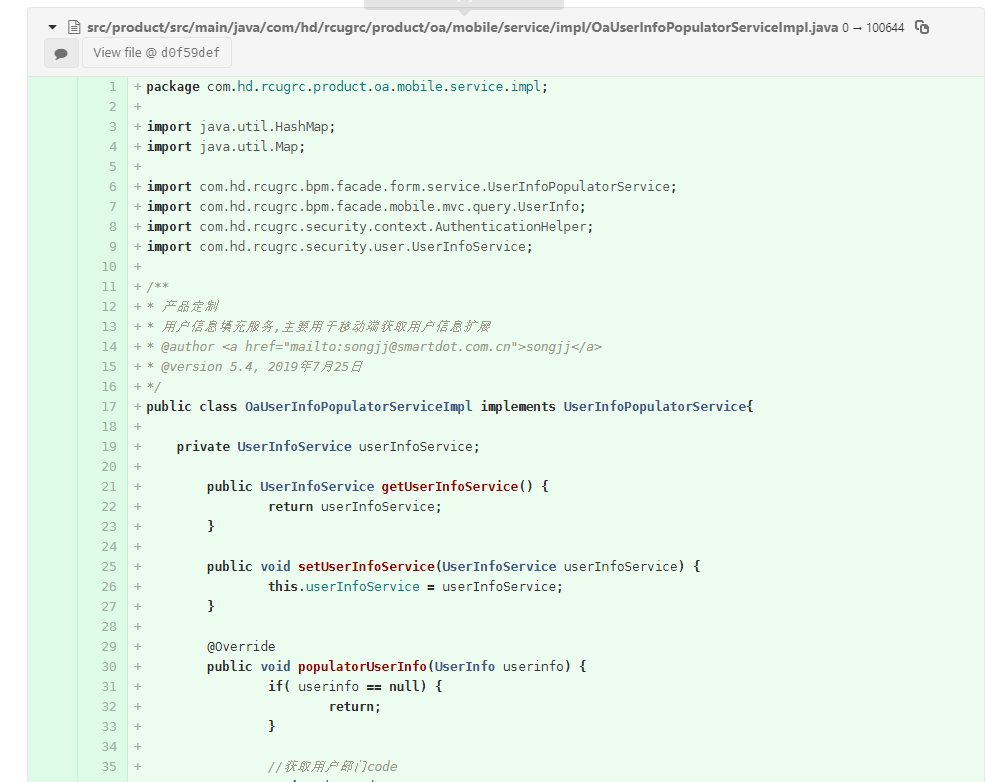 src/product/src/main/java/com/hd/rcugrc/product/oa/mobile/service/impl/OaUserInfoPopulatorServiceImpl.java 0 → 100644
View file @ d0f59def
1 + package com.hd.rcugrc.product.oa.mobile.service.impl;
2 +
3 + import java.util.HashMap;
4 + import java.util.Map;
5 +
6 + import com.hd.rcugrc.bpm.facade.form.service.UserInfoPopulatorService;
7 + import com.hd.rcugrc.bpm.facade.mobile.mvc.query.UserInfo;
8 + import com.hd.rcugrc.security.context.AuthenticationHelper;
9 + import com.hd.rcugrc.security.user.UserInfoService;
10 +
11 + /**
12 + * 产品定制
13 + * 用户信息填充服务,主要用于移动端获取用户信息扩展
14 + * @author <a href="mailto:songjj@smartdot.com.cn">songjj</a>
15 + * @version 5.4, 2019年7月25日
16 + */
17 + public class OaUserInfoPopulatorServiceImpl implements UserInfoPopulatorService{
18 +
19 + private UserInfoService userInfoService;
20 +
21 + public UserInfoService getUserInfoService() {
22 + return userInfoService;
23 + }
24 +
25 + public void setUserInfoService(UserInfoService userInfoService) {
26 + this.userInfoService = userInfoService;
27 + }
28 +
29 + @Override
30 + public void populatorUserInfo(UserInfo userinfo) {
31 + if( userinfo == null) {
32 + return;
33 + }
34 +
35 + //获取用户部门code